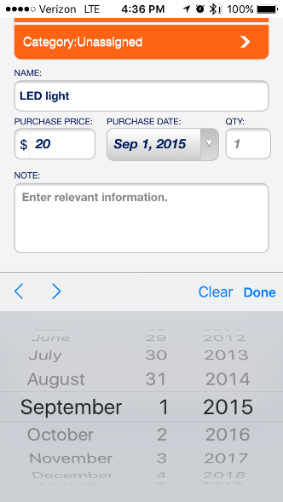 Verizon LTE 4:36 PM 100%
Category:Unassigned
NAME:
LED light
PURCHASE PRICE: PURCHASE DATE: QTY:
$ 20 Sep 1, 2015 1
NOTE:
Enter relevant information.
Clear Done
June 29 2012
July 30 2013
August 31 2014
September 1 2015
October 2 2016
November 3 2017
December 4 2018